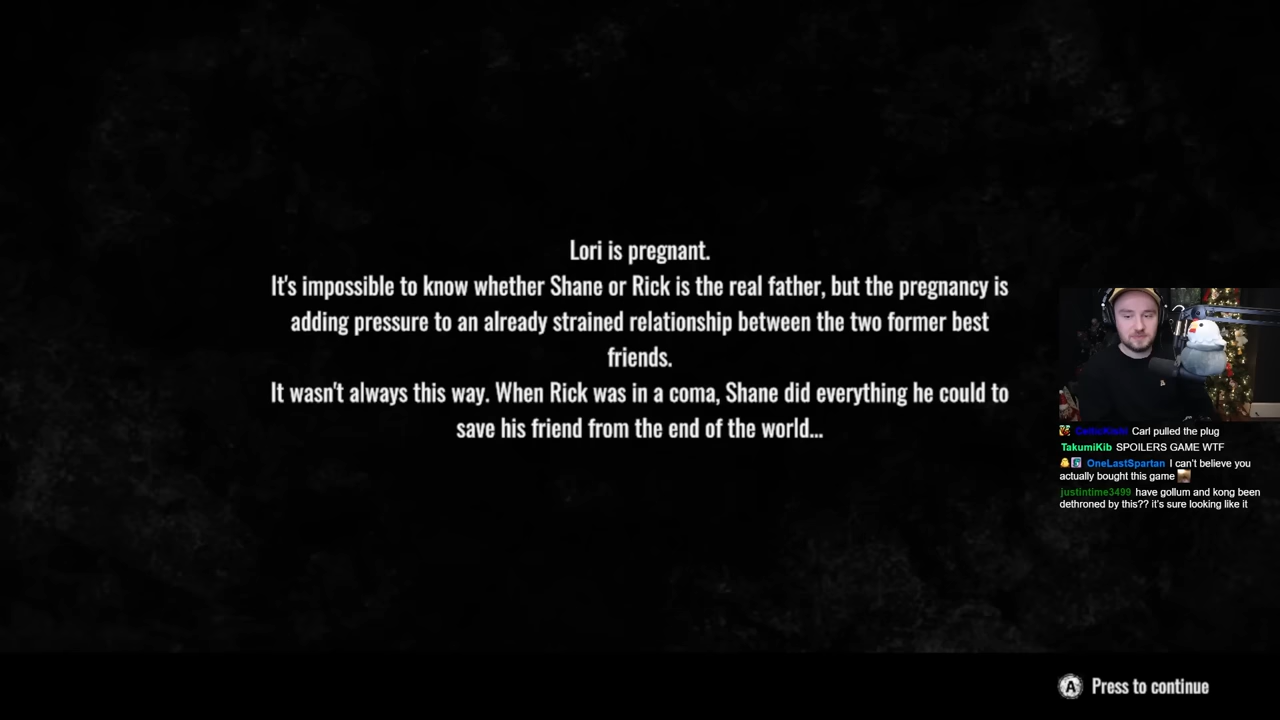 Lori is pregnant.
It's impossible to know whether Shane or Rick is the real father, but the pregnancy is
adding pressure to an already strained relationship between the two former best
friends.
It wasn't always this way. When Rick was in a coma, Shane did everything he could to
save his friend from the end of the world...
Carl pulled the plug
TakumiKib SPOILERS GAME WTF
OneLastSpartan I can't believe you
actually bought this game
justintime3499 have gollum and kong been
dethroned by this?? it's sure looking like it
A Press to continue